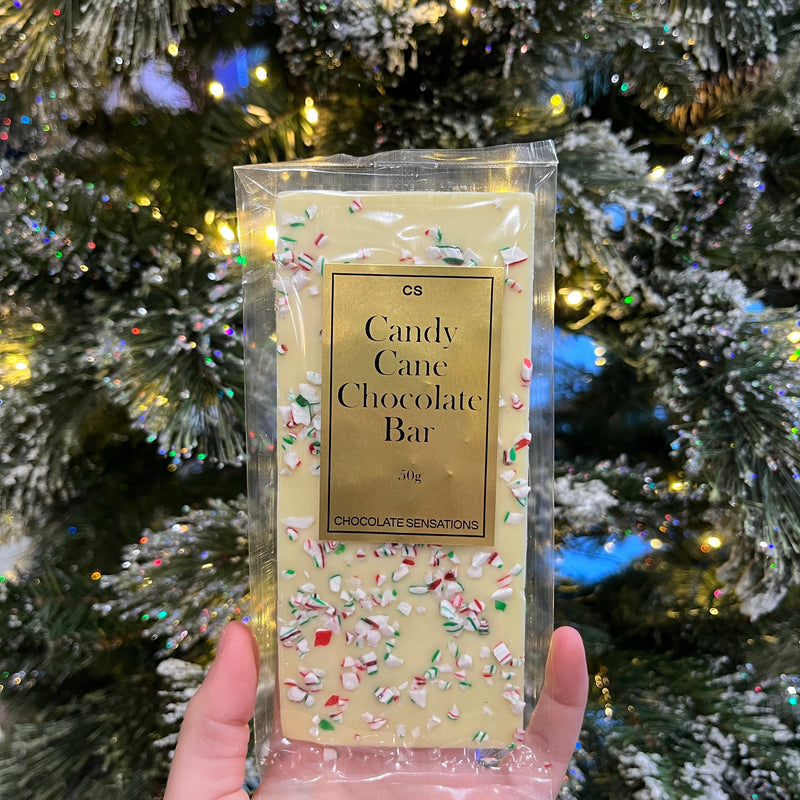 CS
Candy
Cane
Chocolate
Bar
50g
CHOCOLATE SENSATIONS